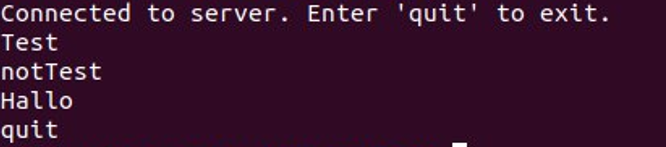 Connected to server. Enter 'quit' to exit.
Test
notTest
Hallo
quit